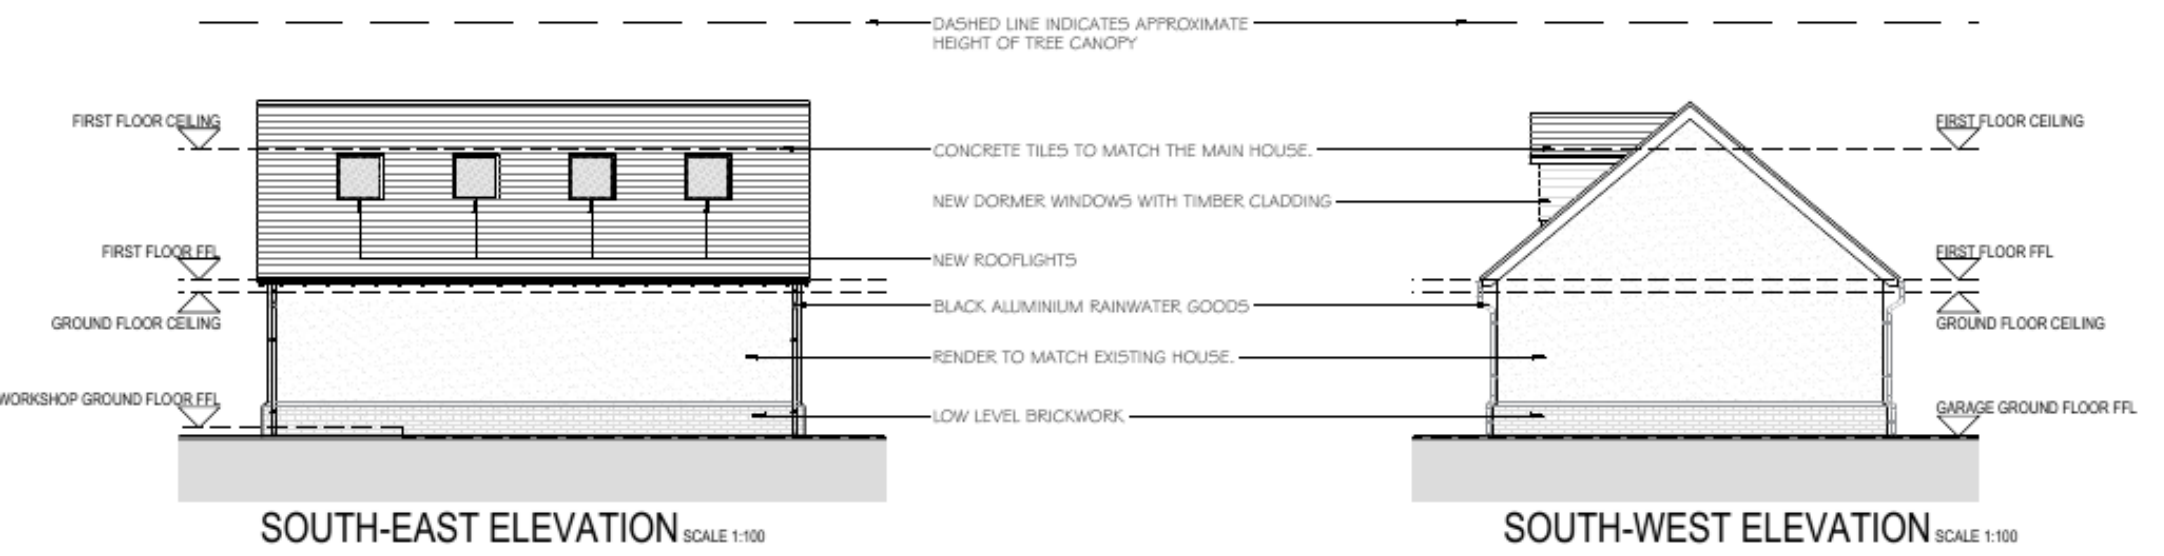 DASHED LINE INDICATES APPROXIMATE
HEIGHT OF TREE CANOPY
FIRST FLOOR CEILING
FIRST FLOOR CEILING
CONCRETE TILES TO MATCH THE MAIN HOUSE.
NEW DORMER WINDOWS WITH TIMBER CLADDING
FIRST FLOOR FFL
NEW ROOFLIGHTS
FIRST FLOOR FFL
BLACK ALUMINIUM RAINWATER GOODS
GROUND FLOOR CEILING
GROUND FLOOR CEILING
RENDER TO MATCH EXISTING HOUSE.
WORKSHOP GROUND FLOOR FFL
LOW LEVEL BRICKWORK
GARAGE GROUND FLOOR FFL
SOUTH-EAST ELEVATION SCALE 1:100
SOUTH-WEST ELEVATION SCALE 1:100